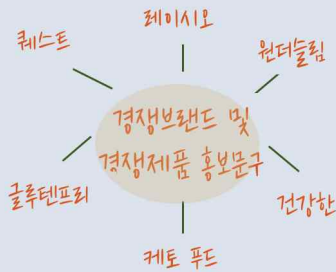 레이시오
퀘스트
원더슬림
경쟁브랜드 및
경쟁제품 홍보문구
글루텐프리
건강한
케토 푸드